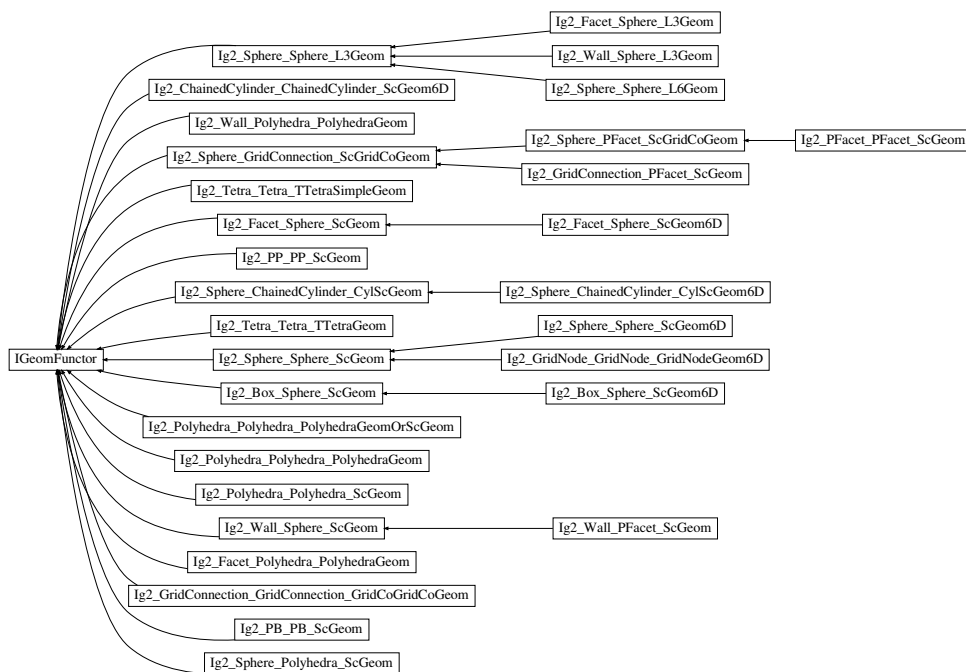 Ig2_Facet_Sphere_L3Geom
Ig2_Sphere_Sphere_L3Geom
Ig2_Wall_Sphere_L3Geom
Ig2_ChainedCylinder_ChainedCylinder_ScGeom6D
Ig2_Sphere_Sphere_L6Geom
Ig2_Wall_Polyhedra_PolyhedraGeom
Ig2_Sphere_PFacet_ScGridCoGeom
Ig2_PFacet_PFacet_ScGeom
Ig2_Sphere_GridConnection_ScGridCoGeom
Ig2_GridConnection_PFacet_ScGeom
Ig2_Tetra_Tetra_TTetraSimpleGeom
Ig2_Facet_Sphere_ScGeom
Ig2_Facet_Sphere_ScGeom6D
Ig2_PP_PP_ScGeom
Ig2_Sphere_ChainedCylinder_CylScGeom
Ig2_Sphere_ChainedCylinder_CylScGeom6D
Ig2_Tetra_Tetra_TTetraGeom
Ig2_Sphere_Sphere_ScGeom6D
IGeomFunctor
Ig2_Sphere_Sphere_ScGeom
Ig2_GridNode_GridNode_GridNodeGeom6D
Ig2_Box_Sphere_ScGeom
Ig2_Box_Sphere_ScGeom6D
Ig2_Polyhedra_Polyhedra_PolyhedraGeomOrScGeom
Ig2_Polyhedra_Polyhedra_PolyhedraGeom
Ig2_Polyhedra_Polyhedra_ScGeom
Ig2_Wall_Sphere_ScGeom
Ig2_Wall_PFacet_ScGeom
Ig2_Facet_Polyhedra_PolyhedraGeom
Ig2_GridConnection_GridConnection_GridCoGridCoGeom
Ig2_PB_PB_ScGeom
Ig2_Sphere_Polyhedra_ScGeom